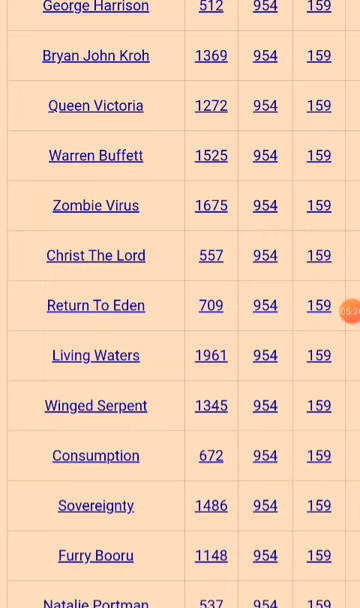 George Harrison 512 954 159
Bryan John Kroh 1369 954 159
Queen Victoria 1272 954 159
Warren Buffett 1525 954 159
Zombie Virus 1675 954 159
Christ The Lord 557 954 159
Return To Eden 709 954 159
Living Waters 1961 954 159
Winged Serpent 1345 954 159
Consumption 672 954 159
Sovereignty 1486 954 159
Furry Booru 1148 954 159
Natalie Portman 537 954 159